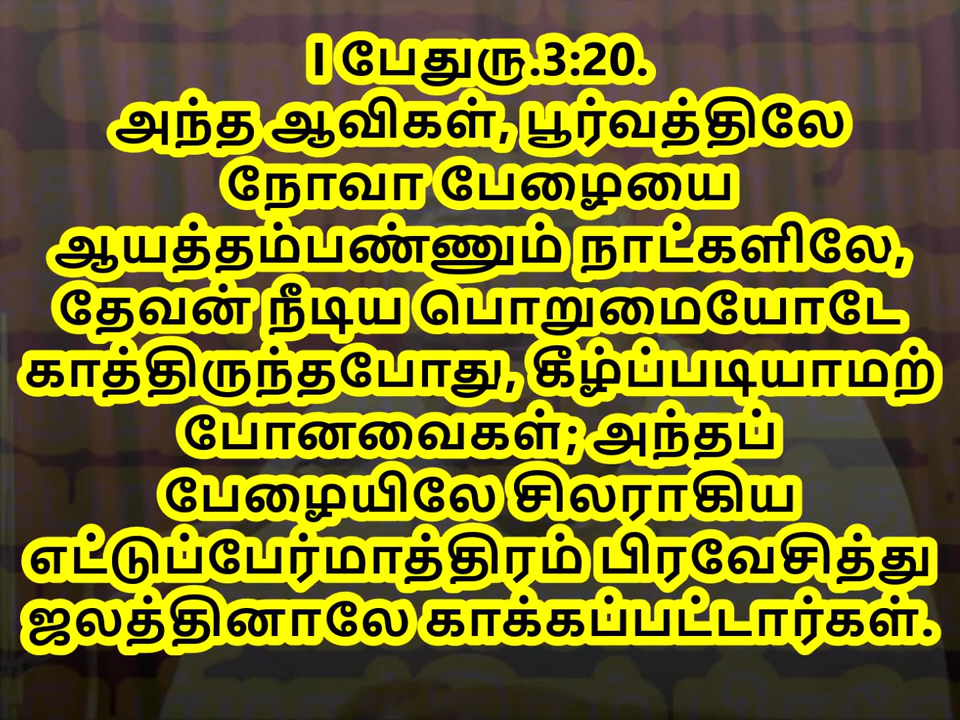 I பேதுரு.3:20.
அந்த ஆவிகள், பூர்வத்திலே
நோவா பேழையை
ஆயத்தம்பண்ணும் நாட்களிலே,
தேவன் நீடிய பொறுமையோடே
காத்திருந்தபோது, கீழ்ப்படியாமற்
போனவைகள்; அந்தப்
பேழையிலே சிலராகிய
எட்டுப்பேர்மாத்திரம் பிரவேசித்து
ஜலத்தினாலே காக்கப்பட்டார்கள்.